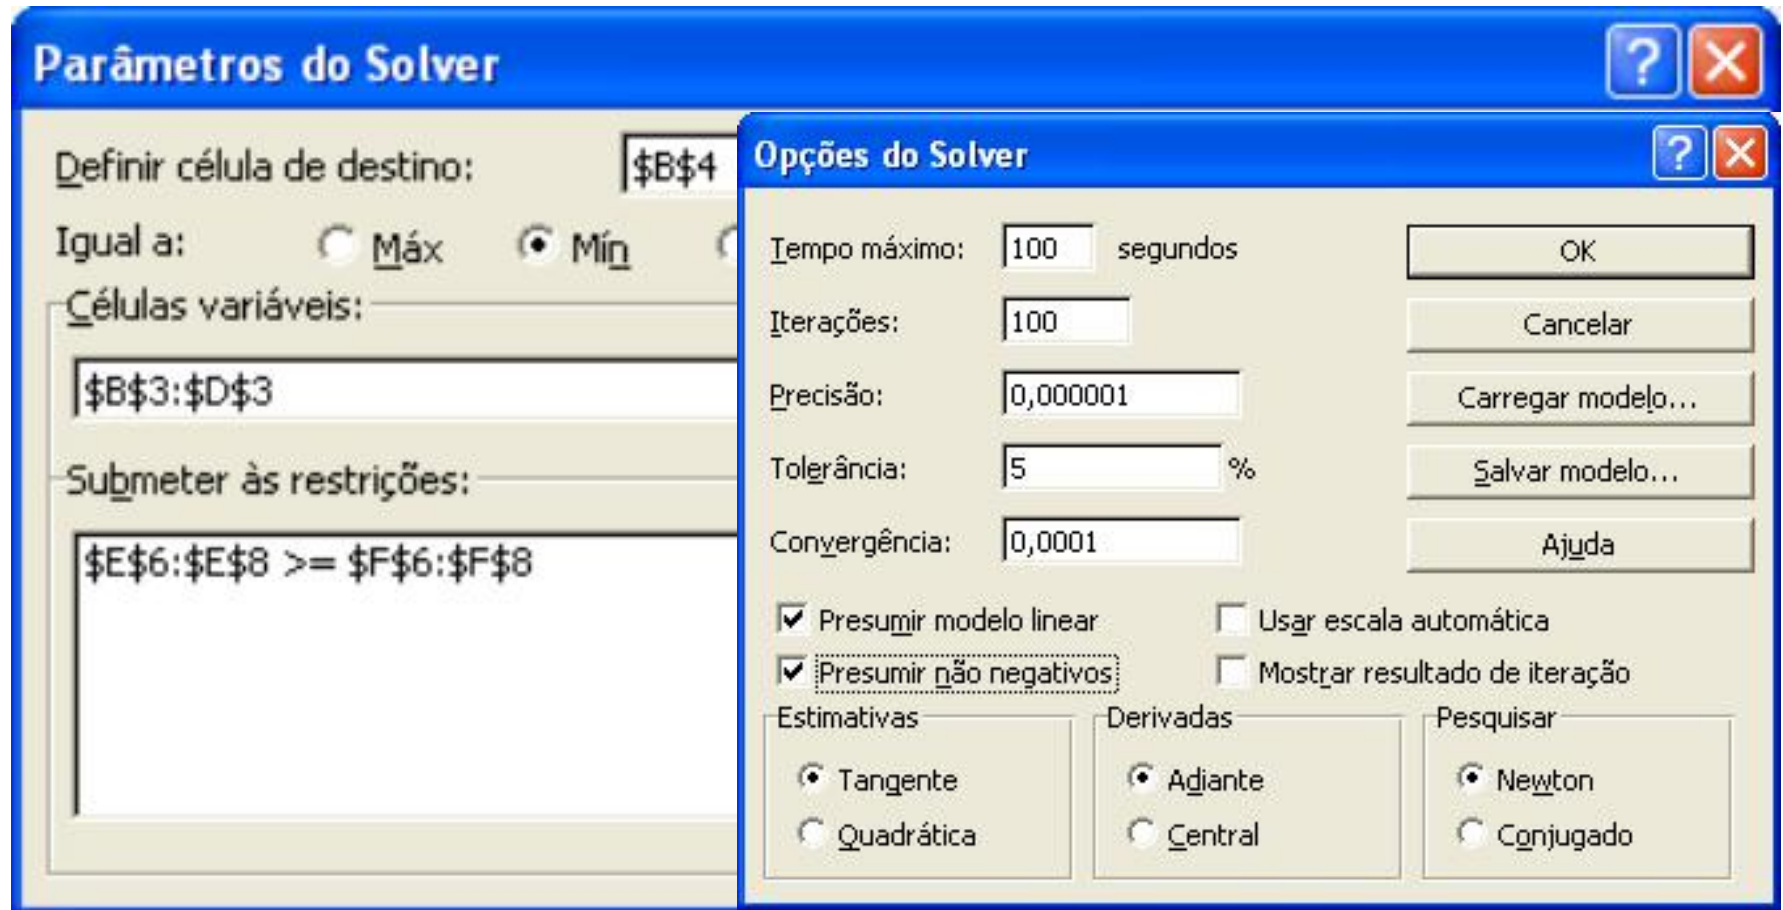 Parâmetros do Solver
Definir célula de destino: $B$4
Igual a: Máx Mín
Células variáveis:
$B$3:$D$3
Submeter às restrições:
$E$6:$E$8 >= $F$6:$F$8
Opções do Solver
Tempo máximo: 100 segundos OK
Iterações: 100 Cancelar
Precisão: 0,000001 Carregar modelo...
Tolerância: 5 % Salvar modelo...
Convergência: 0,0001 Ajuda
Presumir modelo linear Usar escala automática
Presumir não negativos Mostrar resultado de iteração
Estimativas Derivadas Pesquisar
Tangente Adiante Newton
Quadrática Central Conjugado